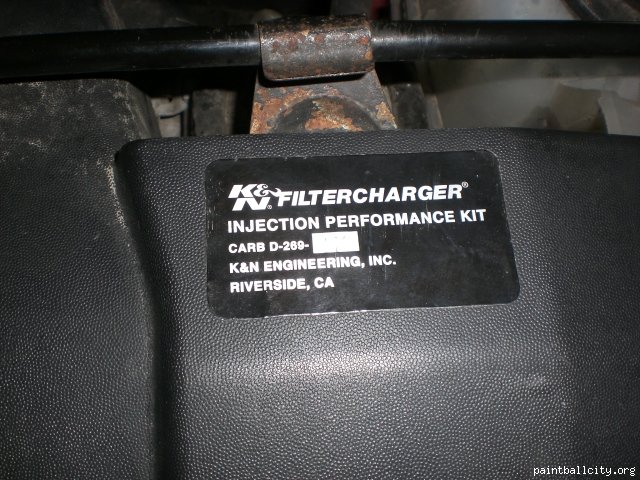 K&N® FILTERCHARGER®
INJECTION PERFORMANCE KIT
CARB D-269-
K&N ENGINEERING, INC.
RIVERSIDE, CA
paintballcity.org